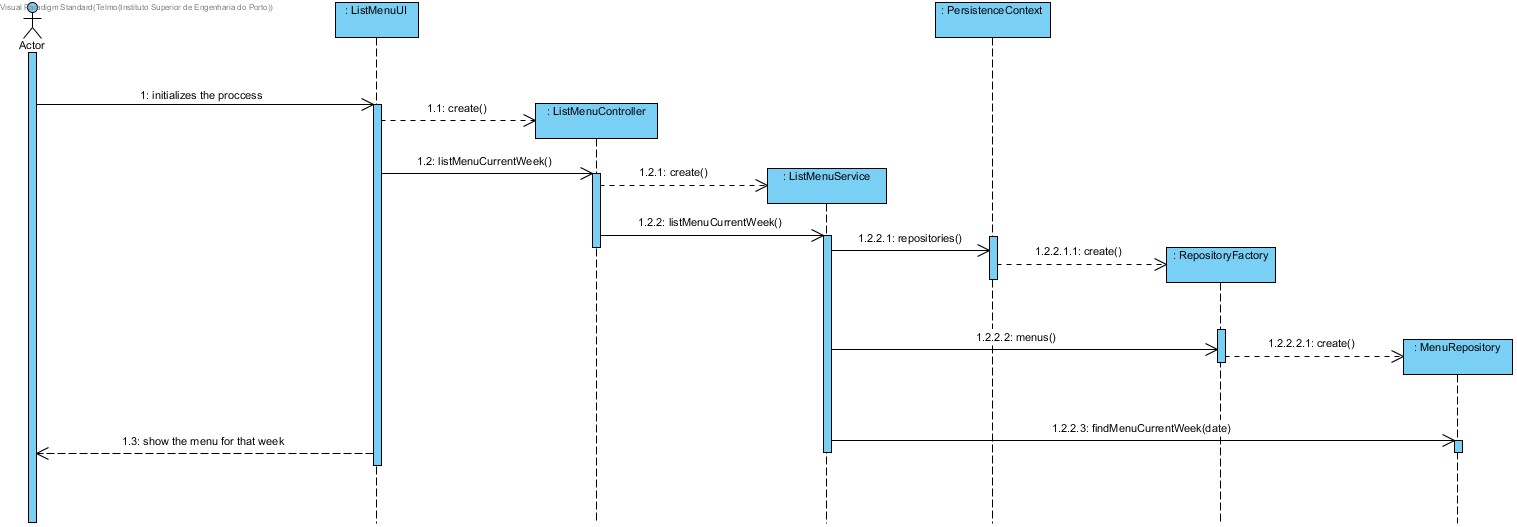 Visual Paradigm Standard(Telmo(Instituto Superior de Engenharia do Porto))
: ListMenuUI
: PersistenceContext
Actor
1: initializes the proccess
1.1: create()
: ListMenuController
1.2: listMenuCurrentWeek()
1.2.1: create()
: ListMenuService
1.2.2: listMenuCurrentWeek()
1.2.2.1: repositories()
1.2.2.1.1: create()
: RepositoryFactory
1.2.2.2: menus()
1.2.2.2.1: create()
: MenuRepository
1.2.2.3: findMenuCurrentWeek(date)
1.3: show the menu for that week